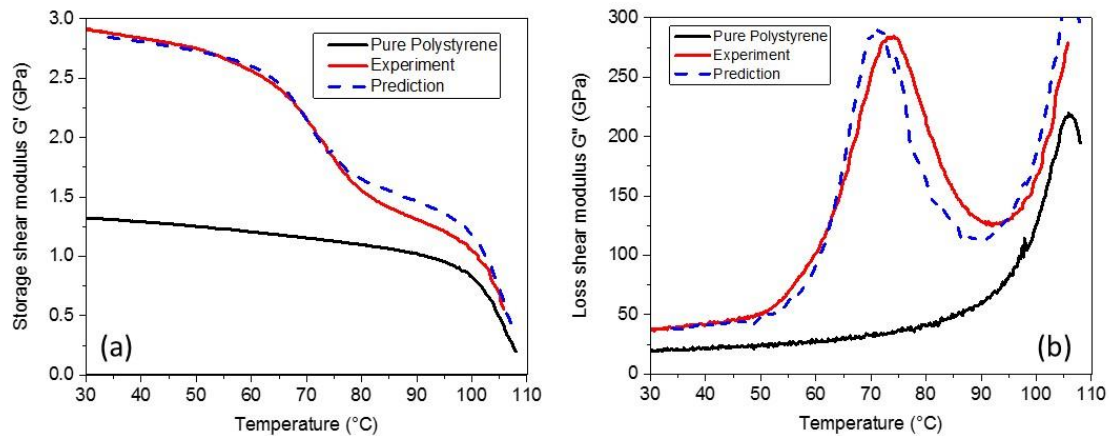 Storage shear modulus G' (GPa)
3.0
2.5
2.0
1.5
1.0
0.5
0.0
Pure Polystyrene
Experiment
Prediction
(a)
30 40 50 60 70 80 90 100 110
Temperature (°C)
Loss shear modulus G" (GPa)
300
250
200
150
100
50
0
Pure Polystyrene
Experiment
Prediction
(b)
30 40 50 60 70 80 90 100 110
Temperature (°C)